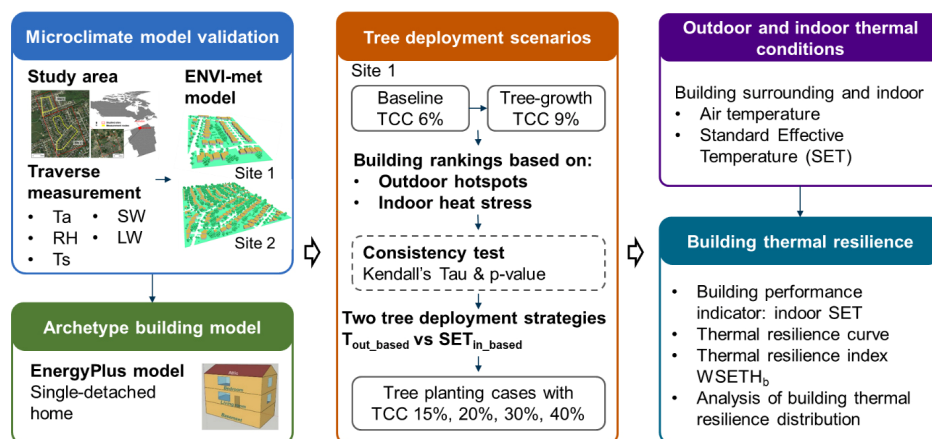 Microclimate model validation
Study area
ENVI-met
model
Site 1
Traverse
measurement
• Ta
• RH
• Ts
• SW
• LW
Site 2
Archetype building model
EnergyPlus model
Single-detached
home
Tree deployment scenarios
Site 1
Baseline
TCC 6%
Tree-growth
TCC 9%
Building rankings based on:
• Outdoor hotspots
• Indoor heat stress
Consistency test
Kendall's Tau & p-value
Two tree deployment strategies
Tout_based vs SETin_based
Tree planting cases with
TCC 15%, 20%, 30%, 40%
Outdoor and indoor thermal
conditions
Building surrounding and indoor
• Air temperature
• Standard Effective
Temperature (SET)
Building thermal resilience
• Building performance
indicator: indoor SET
• Thermal resilience curve
• Thermal resilience index
WSETHb
• Analysis of building thermal
resilience distribution